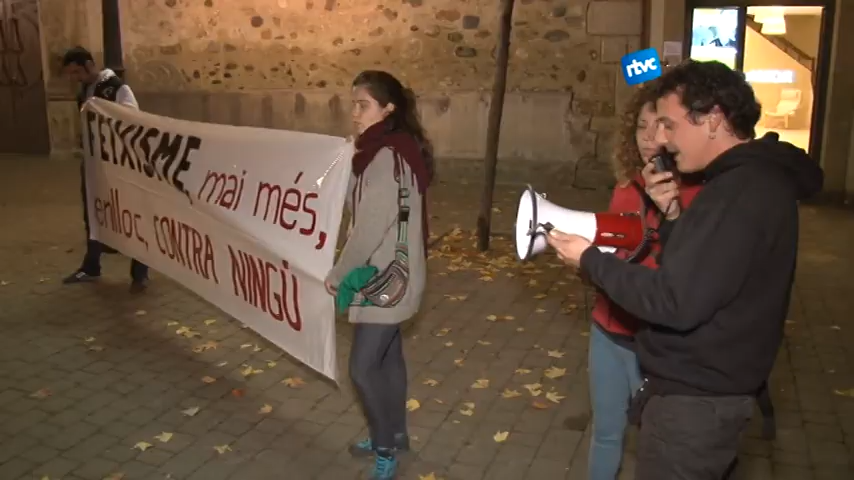 FEIXISME, mai més,
enlloc, CONTRA NINGÚ
rtvc